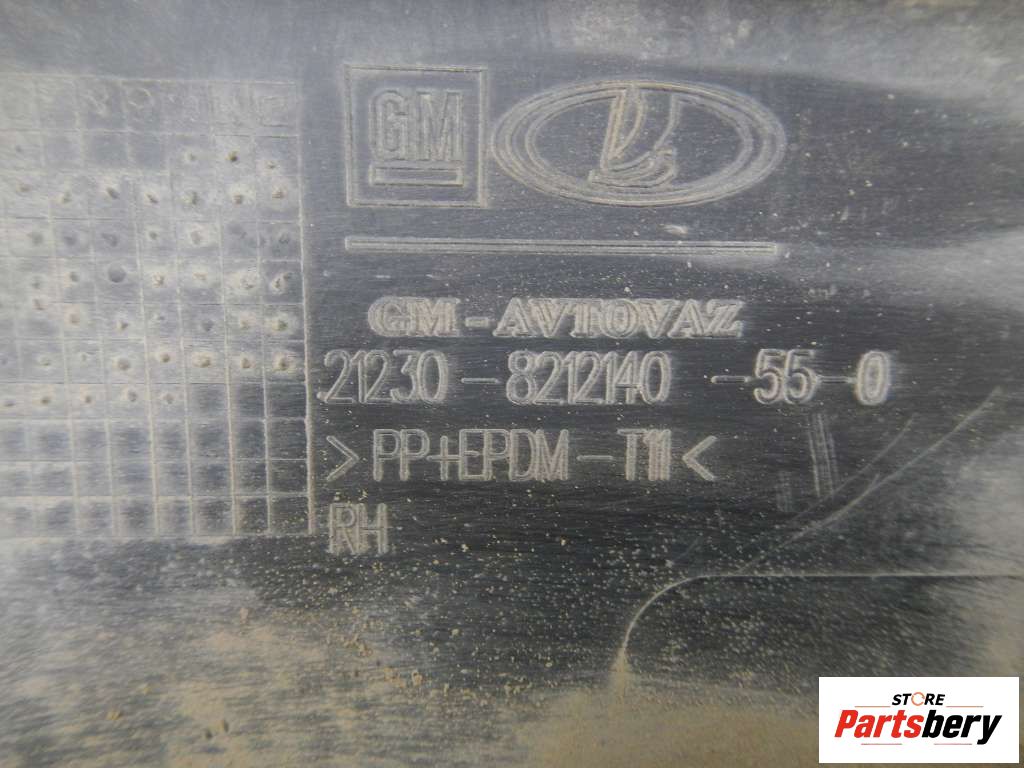 GM
GM-AVTOVAZ
21230-8212140-55-0
>PP+EPDM-T11<
RH
STORE
Partsbery